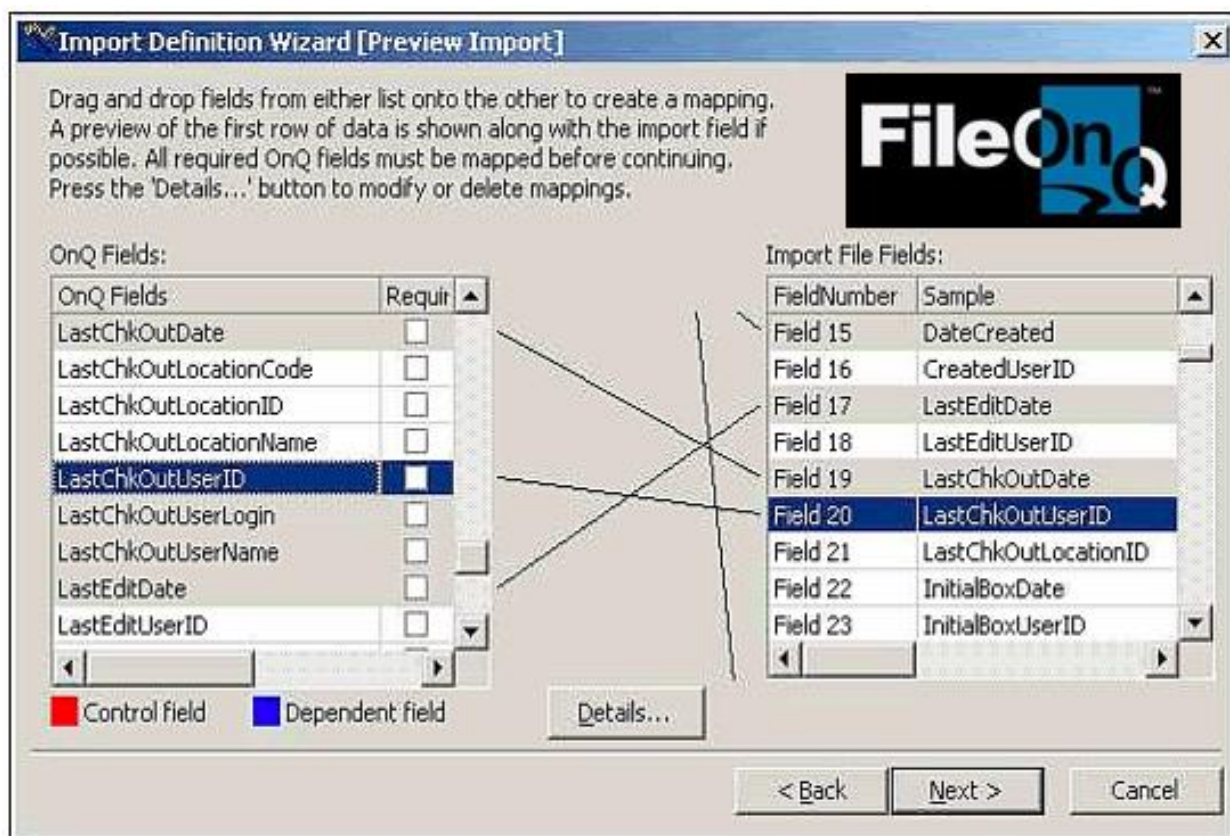 Import Definition Wizard [Preview Import]
Drag and drop fields from either list onto the other to create a mapping.
A preview of the first row of data is shown along with the import field if
possible. All required OnQ fields must be mapped before continuing.
Press the 'Details...' button to modify or delete mappings.
FileOnQ
TM
OnQ Fields:
OnQ Fields Requir
LastChkOutDate
LastChkOutLocationCode
LastChkOutLocationID
LastChkOutLocationName
LastChkOutUserID
LastChkOutUserLogin
LastChkOutUserName
LastEditDate
LastEditUserID
Import File Fields:
FieldNumber Sample
Field 15 DateCreated
Field 16 CreatedUserID
Field 17 LastEditDate
Field 18 LastEditUserID
Field 19 LastChkOutDate
Field 20 LastChkOutUserID
Field 21 LastChkOutLocationID
Field 22 InitialBoxDate
Field 23 InitialBoxUserID
Control field Dependent field
Details...
< Back Next > Cancel